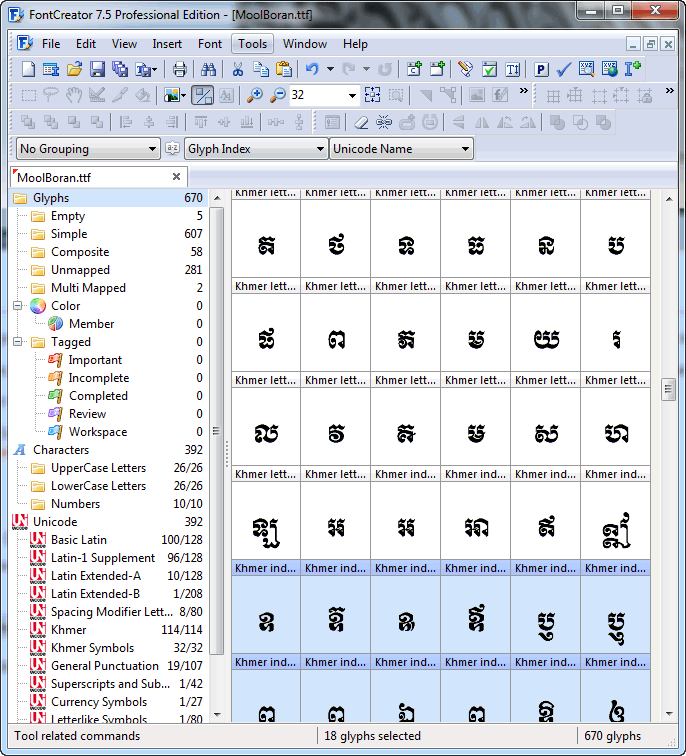 FontCreator 7.5 Professional Edition - [MoolBoran.ttf]
File Edit View Insert Font Tools Window Help
32
No Grouping a-z Glyph Index Unicode Name
MoolBoran.ttf
Glyphs 670
Empty 5
Simple 607
Composite 58
Unmapped 281
Multi Mapped 2
Color 0
Member 0
Tagged 0
Important 0
Incomplete 0
Completed 0
Review 0
Workspace 0
Characters 392
UpperCase Letters 26/26
LowerCase Letters 26/26
Numbers 10/10
Unicode 392
Basic Latin 100/128
Latin-1 Supplement 96/128
Latin Extended-A 10/128
Latin Extended-B 1/208
Spacing Modifier Lett... 8/80
Khmer 114/114
Khmer Symbols 32/32
General Punctuation 19/107
Superscripts and Sub... 1/42
Currency Symbols 1/27
Letterlike Symbols 1/80
Khmer lett... Khmer lett... Khmer lett... Khmer lett... Khmer lett... Khmer lett...
ត ថ ទ ធ ន ប
Khmer lett... Khmer lett... Khmer lett... Khmer lett... Khmer lett... Khmer lett...
ផ ព ភ ម យ រ
Khmer lett... Khmer lett... Khmer lett... Khmer lett... Khmer lett... Khmer lett...
ល វ ឝ ឞ ស ហ
Khmer lett... Khmer lett... Khmer ind... Khmer ind... Khmer ind... Khmer ind...
ឡ អ ឣ ឤ ឥ ឦ
Khmer ind... Khmer ind... Khmer ind... Khmer ind... Khmer ind... Khmer ind...
ឧ ឨ ឩ ឪ ឫ ឬ
Khmer ind... Khmer ind... Khmer ind... Khmer ind... Khmer ind... Khmer ind...
Tool related commands 18 glyphs selected 670 glyphs